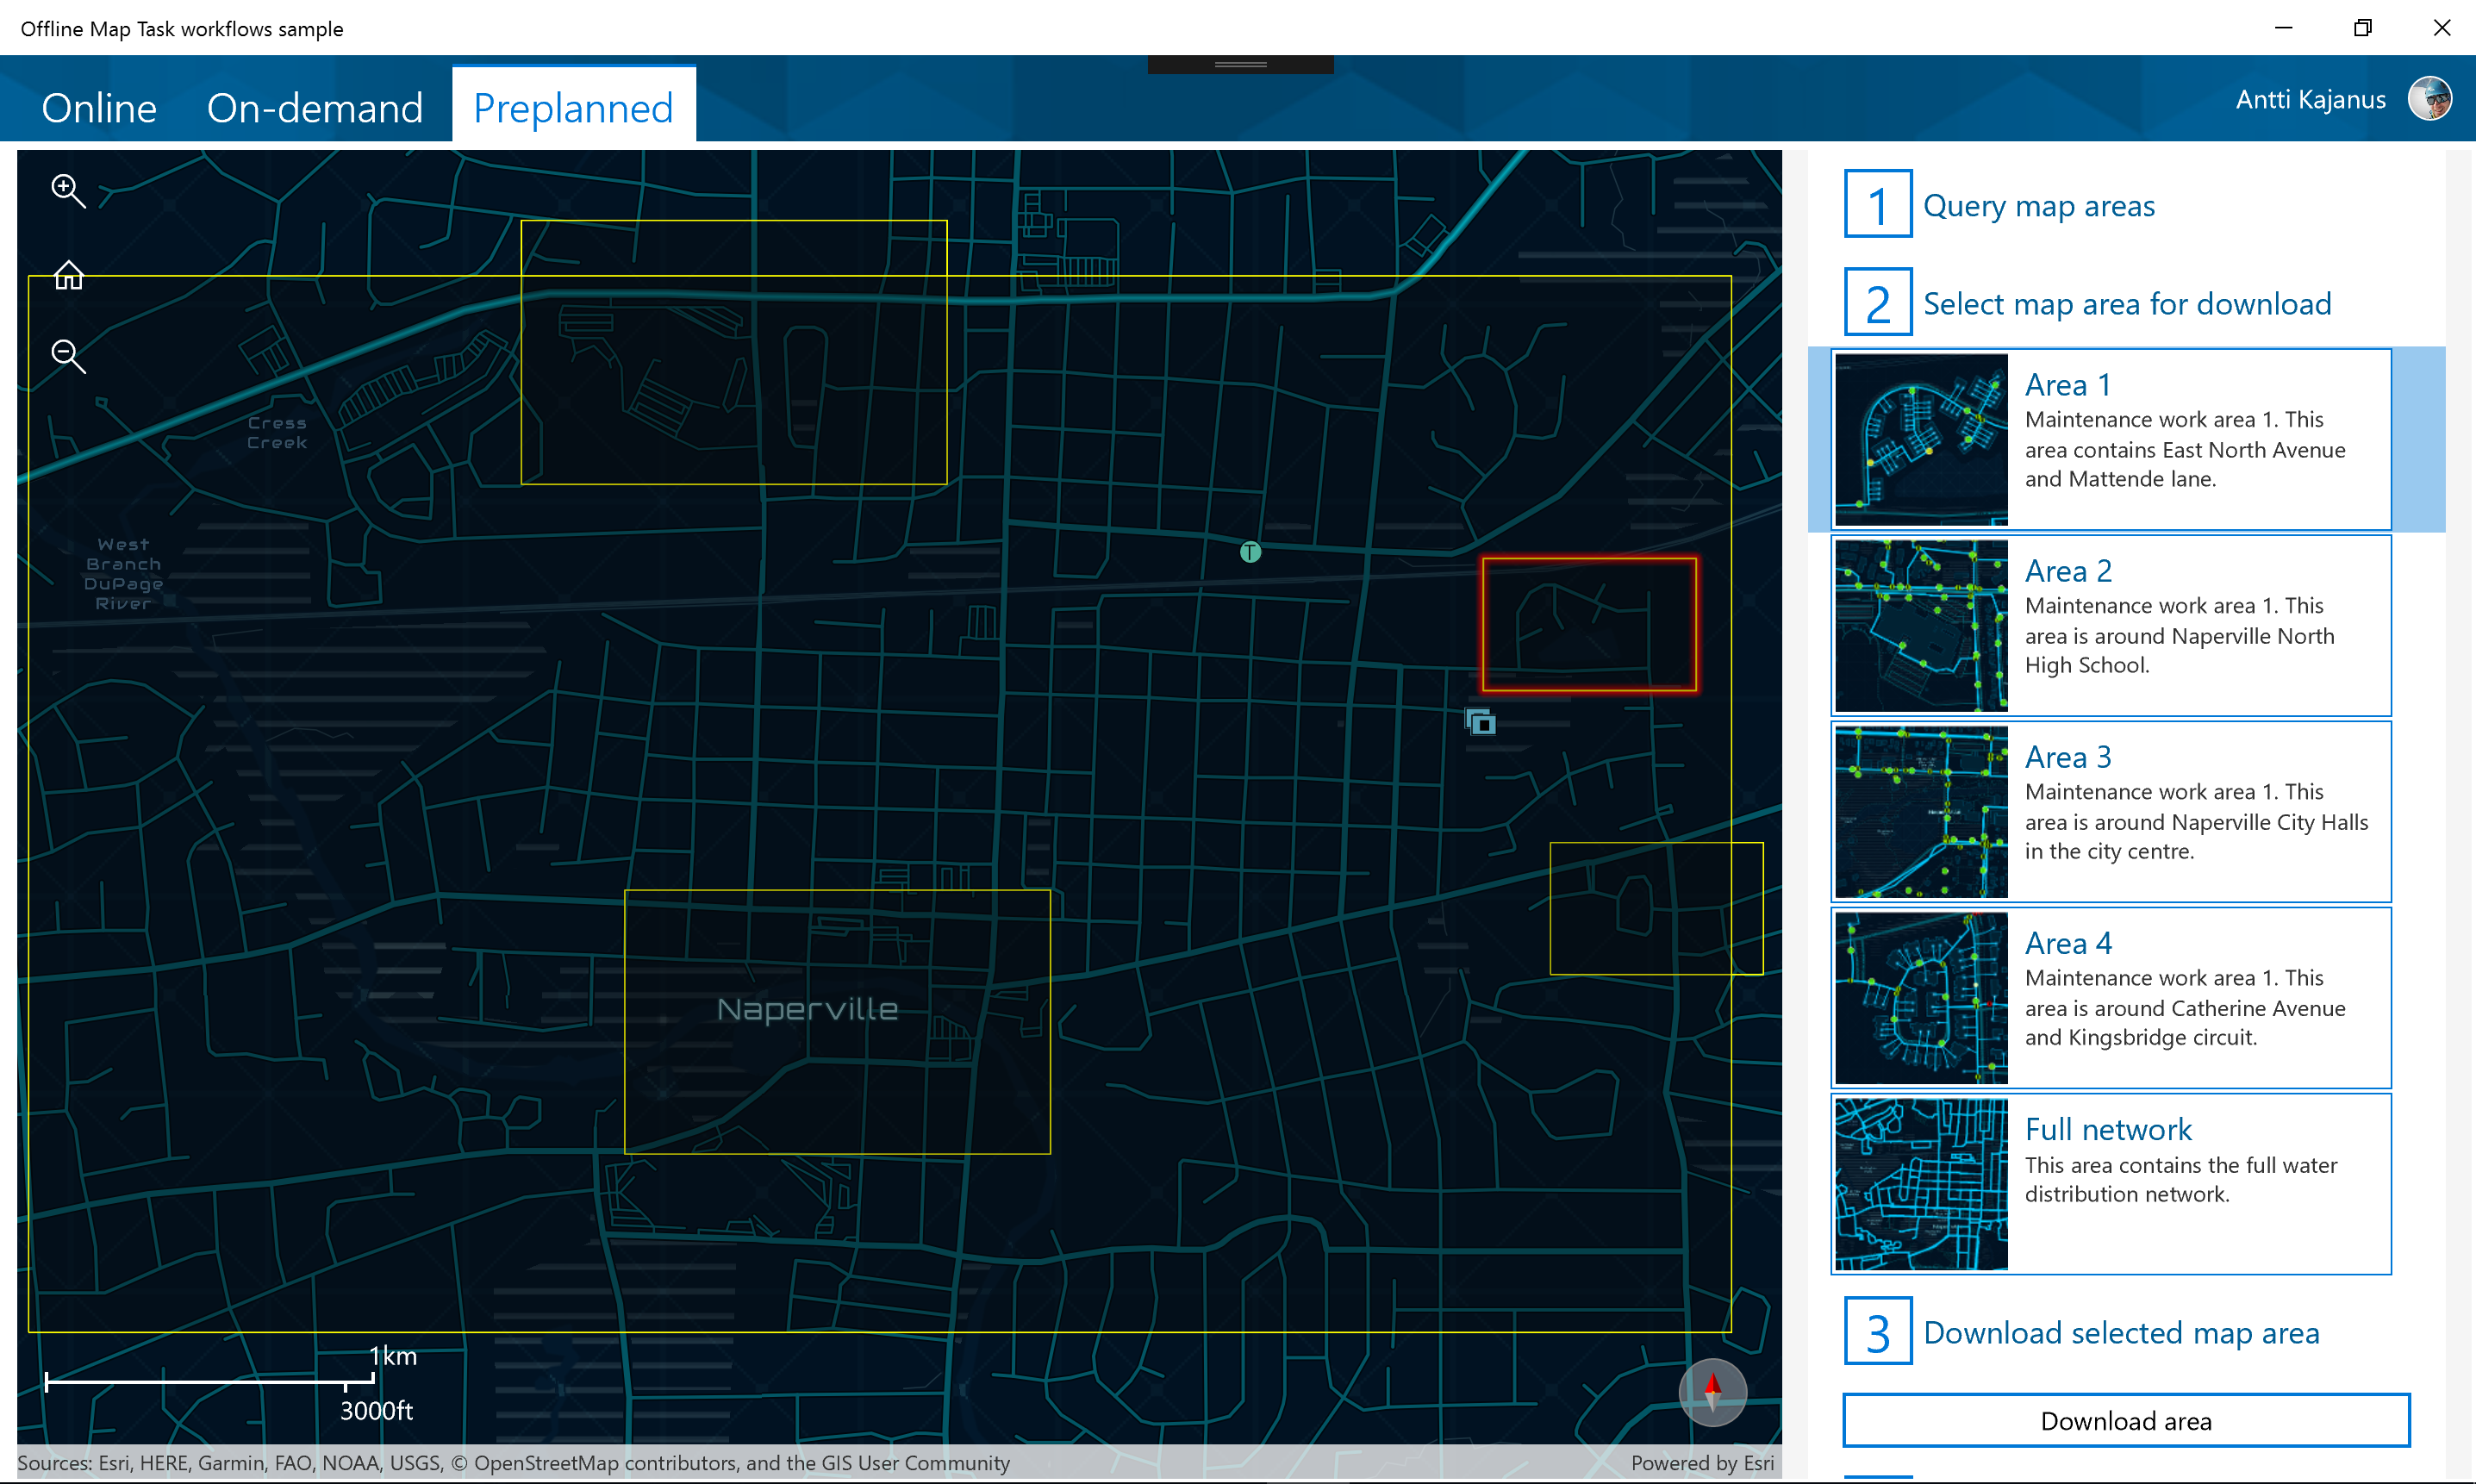 Offline Map Task workflows sample
Online
On-demand
Preplanned
Antti Kajanus
Cress
Creek
West
Branch
DuPage
River
T
Naperville
1km
3000ft
Sources: Esri, HERE, Garmin, FAO, NOAA, USGS, © OpenStreetMap contributors, and the GIS User Community
Powered by Esri
1
Query map areas
2
Select map area for download
Area 1
Maintenance work area 1. This
area contains East North Avenue
and Mattende lane.
Area 2
Maintenance work area 1. This
area is around Naperville North
High School.
Area 3
Maintenance work area 1. This
area is around Naperville City Halls
in the city centre.
Area 4
Maintenance work area 1. This
area is around Catherine Avenue
and Kingsbridge circuit.
Full network
This area contains the full water
distribution network.
3
Download selected map area
Download area